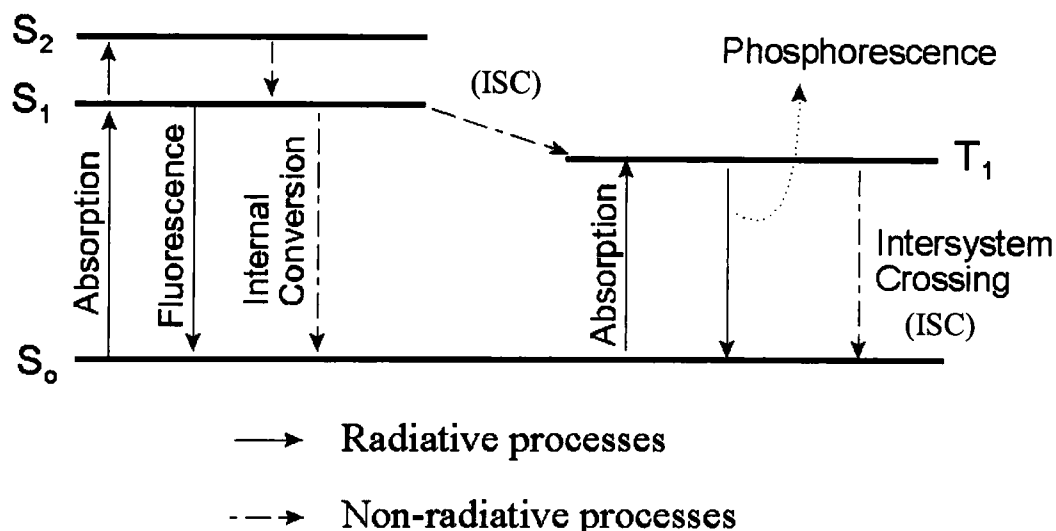 S₂
S₁
Absorption
Fluorescence
Internal
Conversion
(ISC)
Phosphorescence
T₁
Absorption
Intersystem
Crossing
(ISC)
Sₒ
Radiative processes
Non-radiative processes